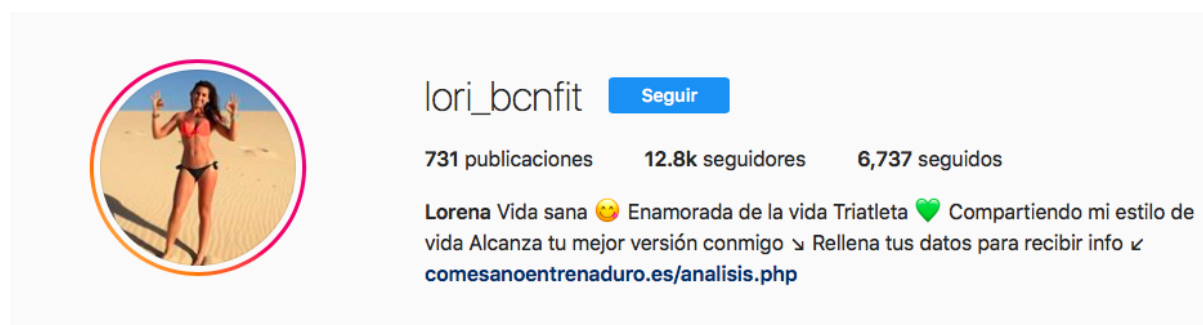 lori_bcnfit Seguir
731 publicaciones 12.8k seguidores 6,737 seguidos
Lorena Vida sana 😋 Enamorada de la vida Triatleta 💚 Compartiendo mi estilo de
vida Alcanza tu mejor versión conmigo ↘ Rellena tus datos para recibir info ↙
comesanoentrenaduro.es/analisis.php